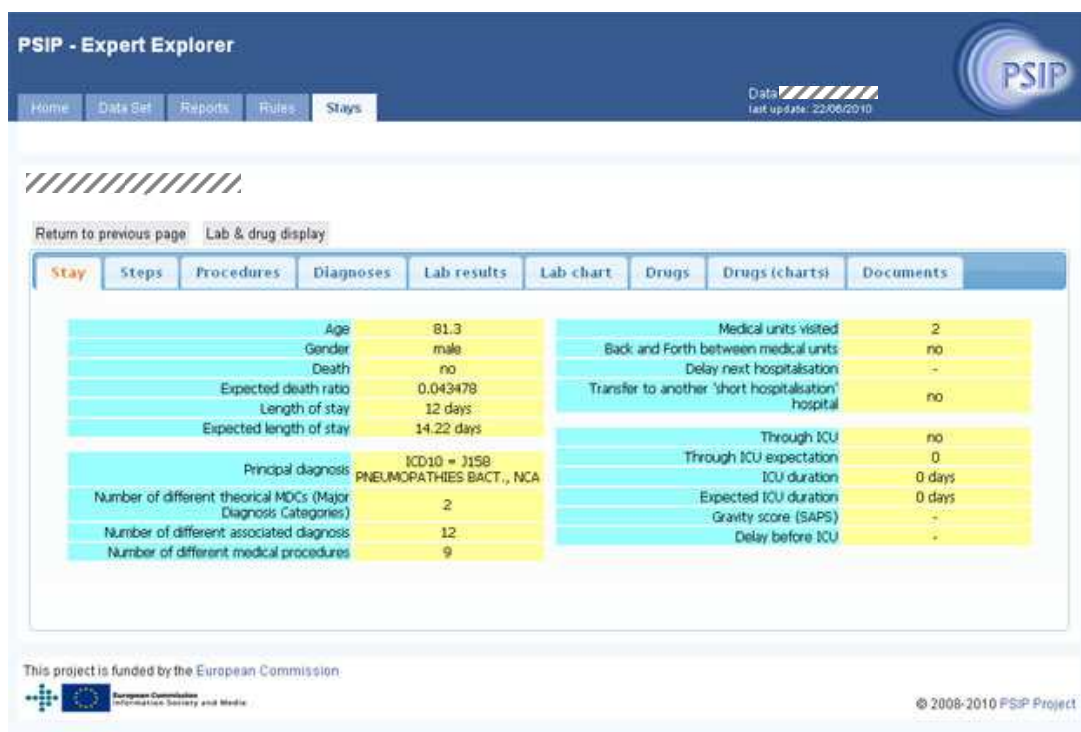 PSIP - Expert Explorer
PSIP
Home Data Set Reports Rules Stays
Data
last update: 22/06/2010
Return to previous page Lab & drug display
Stay Steps Procedures Diagnoses Lab results Lab chart Drugs Drugs (charts) Documents
Age 81.3
Gender male
Death no
Expected death ratio 0.043478
Length of stay 12 days
Expected length of stay 14.22 days
Principal diagnosis ICD10 = J158
PNEUMOPATHIES BACT., NCA
Number of different theorical MDCs (Major
Diagnosis Categories) 2
Number of different associated diagnosis 12
Number of different medical procedures 9
Medical units visited 2
Back and Forth between medical units no
Delay next hospitalisation -
Transfer to another 'short hospitalisation'
hospital no
Through ICU no
Through ICU expectation 0
ICU duration 0 days
Expected ICU duration 0 days
Gravity score (SAPS) -
Delay before ICU -
This project is funded by the European Commission
European Commission
Information Society and Media
© 2008-2010 PSIP Project